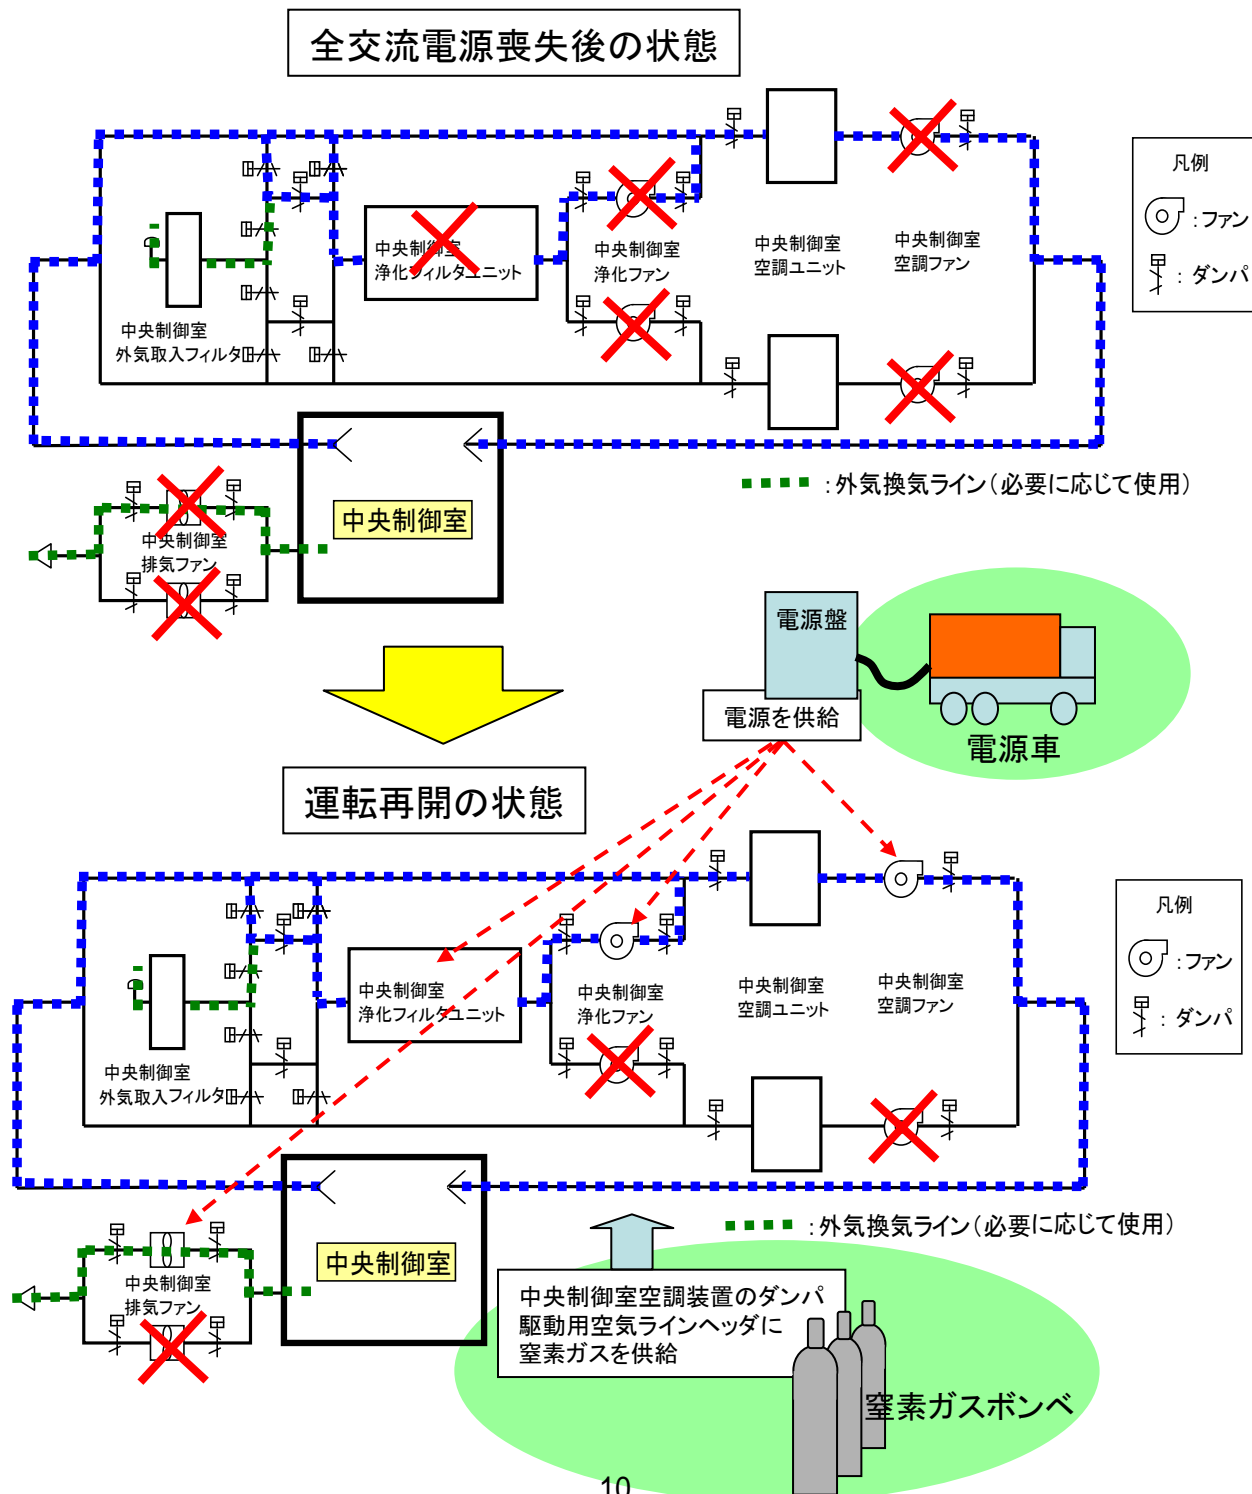 全交流電源喪失後の状態
凡例
：ファン
：ダンパ
中央制御室
浄化フィルタユニット
中央制御室
浄化ファン
中央制御室
空調ユニット
中央制御室
空調ファン
中央制御室
外気取入フィルタ
：外気換気ライン（必要に応じて使用）
中央制御室
中央制御室
排気ファン
電源盤
電源を供給
電源車
運転再開の状態
凡例
：ファン
：ダンパ
中央制御室
浄化フィルタユニット
中央制御室
浄化ファン
中央制御室
空調ユニット
中央制御室
空調ファン
中央制御室
外気取入フィルタ
：外気換気ライン（必要に応じて使用）
中央制御室
中央制御室
排気ファン
中央制御室空調装置のダンパ
駆動用空気ラインヘッダに
窒素ガスを供給
窒素ガスボンベ
10